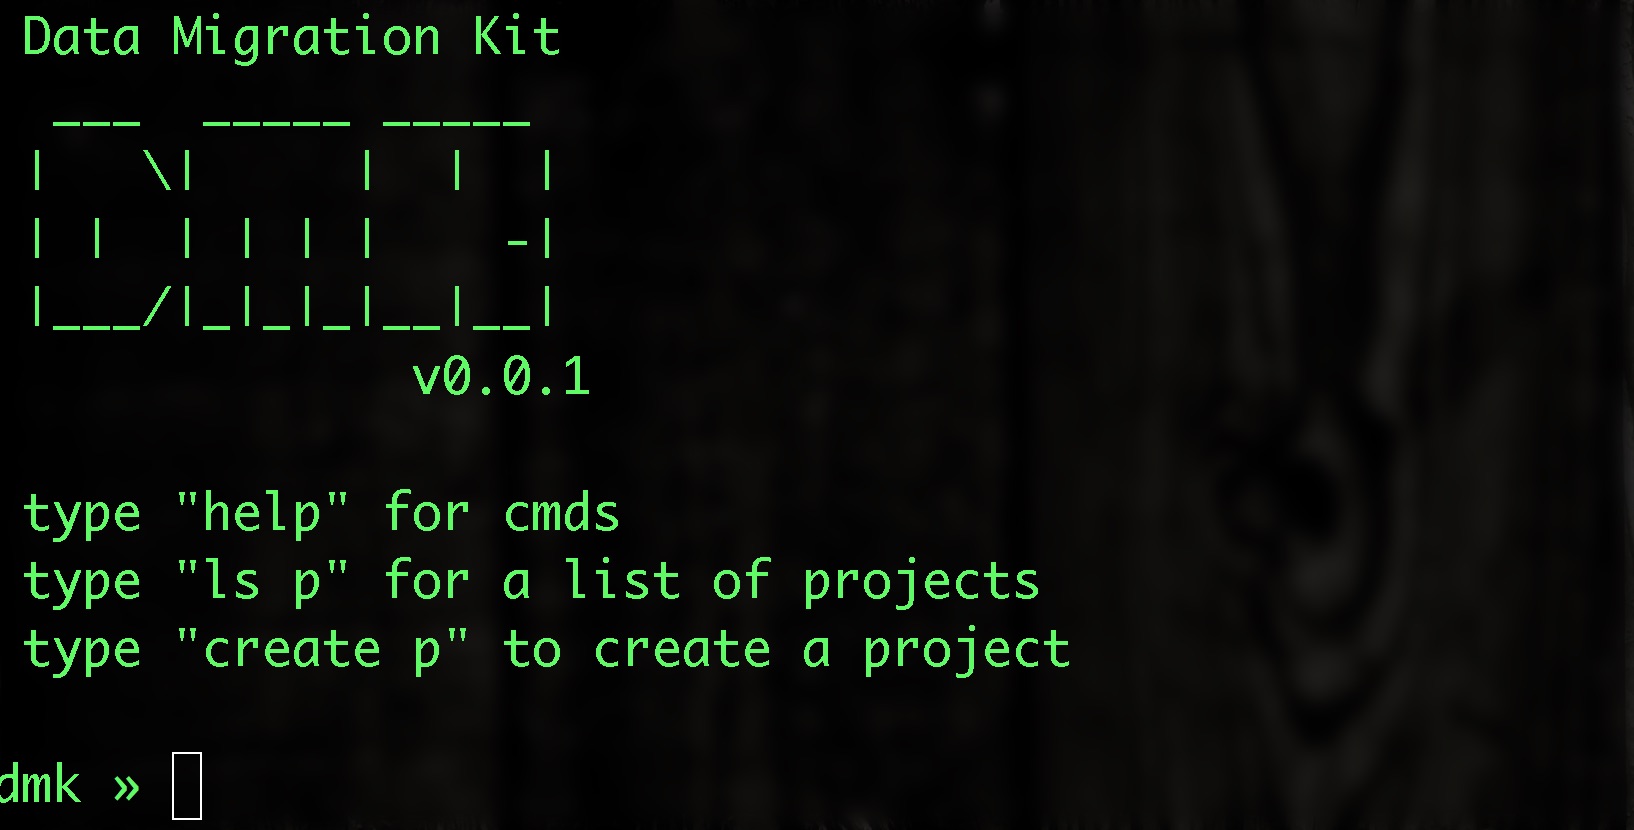 Data Migration Kit
 ___  _____ _____
|   \|     |  |  |
| |  | | | |    -|
|___/|_|_|_|__|__|
             v0.0.1
type "help" for cmds
type "ls p" for a list of projects
type "create p" to create a project
dmk »